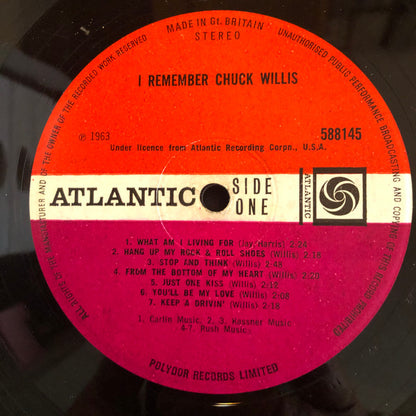 MADE IN Gt. BRITAIN
STEREO
UNAUTHORISED PUBLIC PERFORMANCE BROADCASTING AND COPYING OF THIS RECORD PROHIBITED
ALL RIGHTS OF THE MANUFACTURER AND OF THE OWNER OF THE RECORDED WORK RESERVED
I REMEMBER CHUCK WILLIS
℗ 1963
588145
Under licence from Atlantic Recording Corpn., U.S.A.
ATLANTIC
SIDE
ONE
ATLANTIC
1. WHAT AM I LIVING FOR (Jay Harris) 2:24
2. HANG UP MY ROCK & ROLL SHOES (Willis) 2:18
3. STOP AND THINK (Willis) 2:48
4. FROM THE BOTTOM OF MY HEART (Willis) 2:20
5. JUST ONE KISS (Willis) 2:12
6. YOU'LL BE MY LOVE (Willis) 2:08
7. KEEP A DRIVIN' (Willis) 2:18
1. Carlin Music; 2, 3, Kassner Music
4-7. Rush Music;
POLYDOR RECORDS LIMITED